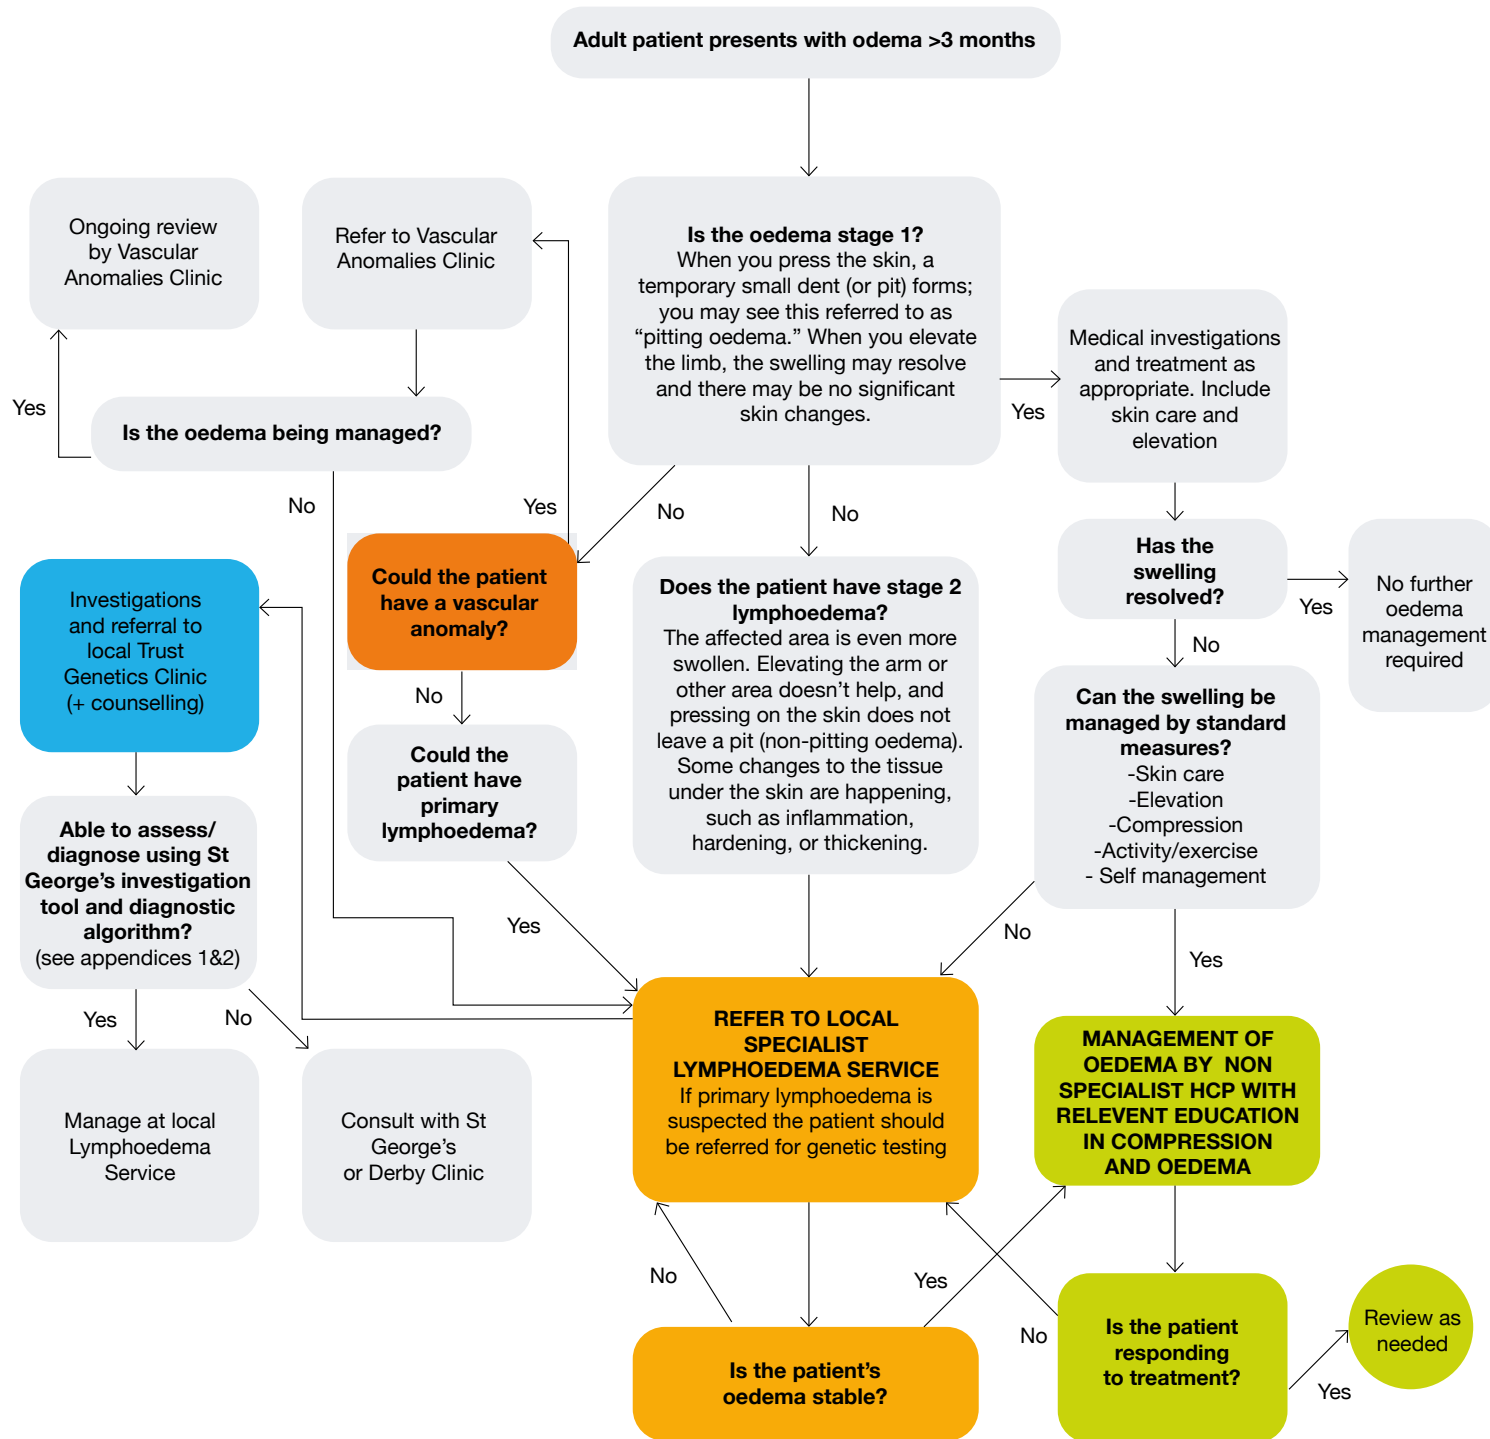 Adult patient presents with odema >3 months
Ongoing review
by Vascular
Anomalies Clinic
Refer to Vascular
Anomalies Clinic
Is the oedema stage 1?
When you press the skin, a
temporary small dent (or pit) forms;
you may see this referred to as
“pitting oedema.” When you elevate
the limb, the swelling may resolve
and there may be no significant
skin changes.
Medical investigations
and treatment as
appropriate. Include
skin care and
elevation
Yes
Yes
Is the oedema being managed?
No
Yes
No
No
Investigations
and referral to
local Trust
Genetics Clinic
(+ counselling)
Could the patient
have a vascular
anomaly?
Does the patient have stage 2
lymphoedema?
The affected area is even more
swollen. Elevating the arm or
other area doesn’t help, and
pressing on the skin does not
leave a pit (non-pitting oedema).
Some changes to the tissue
under the skin are happening,
such as inflammation,
hardening, or thickening.
Has the
swelling
resolved?
Yes
No further
oedema
management
required
No
No
Could the
patient have
primary
lymphoedema?
Can the swelling be
managed by standard
measures?
-Skin care
-Elevation
-Compression
-Activity/exercise
- Self management
Able to assess/
diagnose using St
George’s investigation
tool and diagnostic
algorithm?
(see appendices 1&2)
Yes
No
Yes
Yes
No
Manage at local
Lymphoedema
Service
Consult with St
George’s
or Derby Clinic
REFER TO LOCAL
SPECIALIST
LYMPHOEDEMA SERVICE
If primary lymphoedema is
suspected the patient should
be referred for genetic testing
MANAGEMENT OF
OEDEMA BY  NON
SPECIALIST HCP WITH
RELEVENT EDUCATION
IN COMPRESSION
AND OEDEMA
No
Yes
No
Is the patient’s
oedema stable?
Is the patient
responding
to treatment?
Yes
Review as
needed